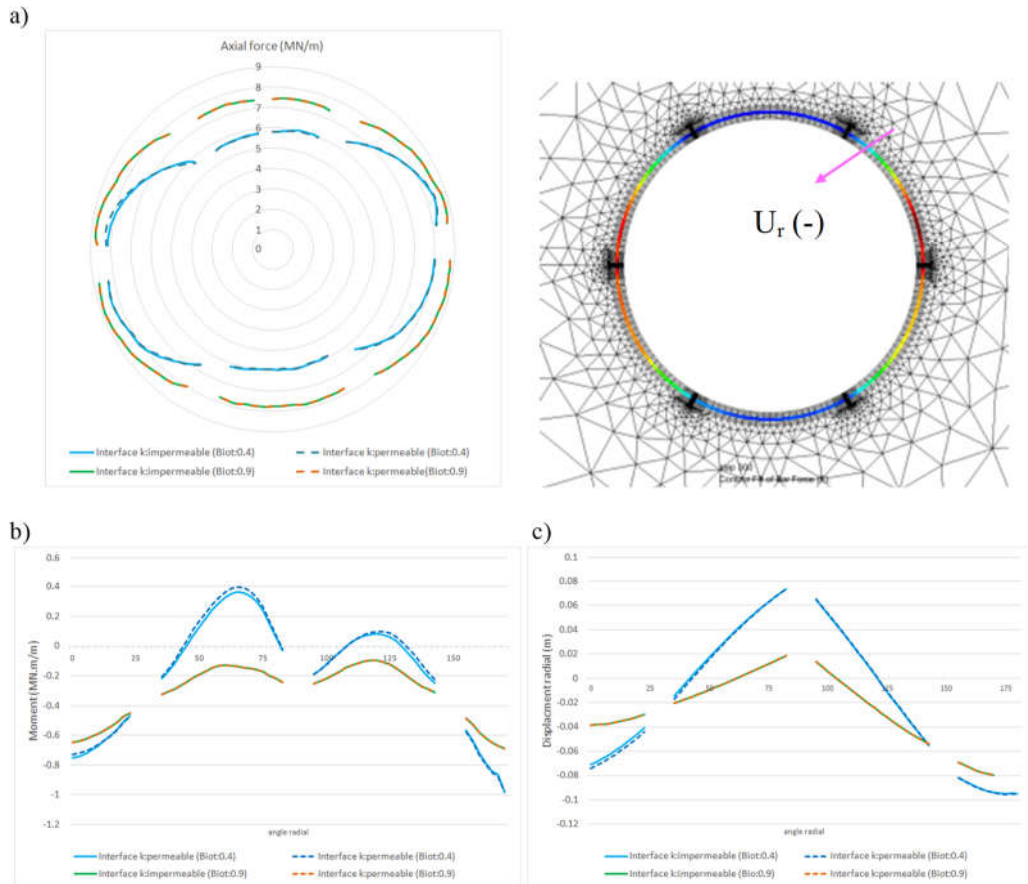 a)
Axial force (MN/m)
9
8
7
6
5
4
3
2
1
0
Interface k:impermeable (Biot:0.4)
Interface k:permeable (Biot:0.4)
Interface k:impermeable (Biot:0.9)
Interface k:permeable(Biot:0.9)
U_r (-)
b)
0.6
0.4
0.2
0
-0.2
-0.4
-0.6
-0.8
-1
-1.2
0
25
50
75
100
125
150
Moment (MN.m/m)
angle radial
Interface k:permeable (Biot:0.4)
Interface k:permeable (Biot:0.4)
Interface k:impermeable (Biot:0.9)
Interface k:permeable (Biot:0.9)
c)
0.1
0.08
0.06
0.04
0.02
0
-0.02
-0.04
-0.06
-0.08
-0.1
-0.12
0
25
50
75
100
125
150
175
Displacment radial (m)
angle radial
Interface k:impermeable (Biot:0.4)
Interface k:permeable (Biot:0.4)
Interface k:impermeable (Biot:0.9)
Interface k:permeable (Biot:0.9)